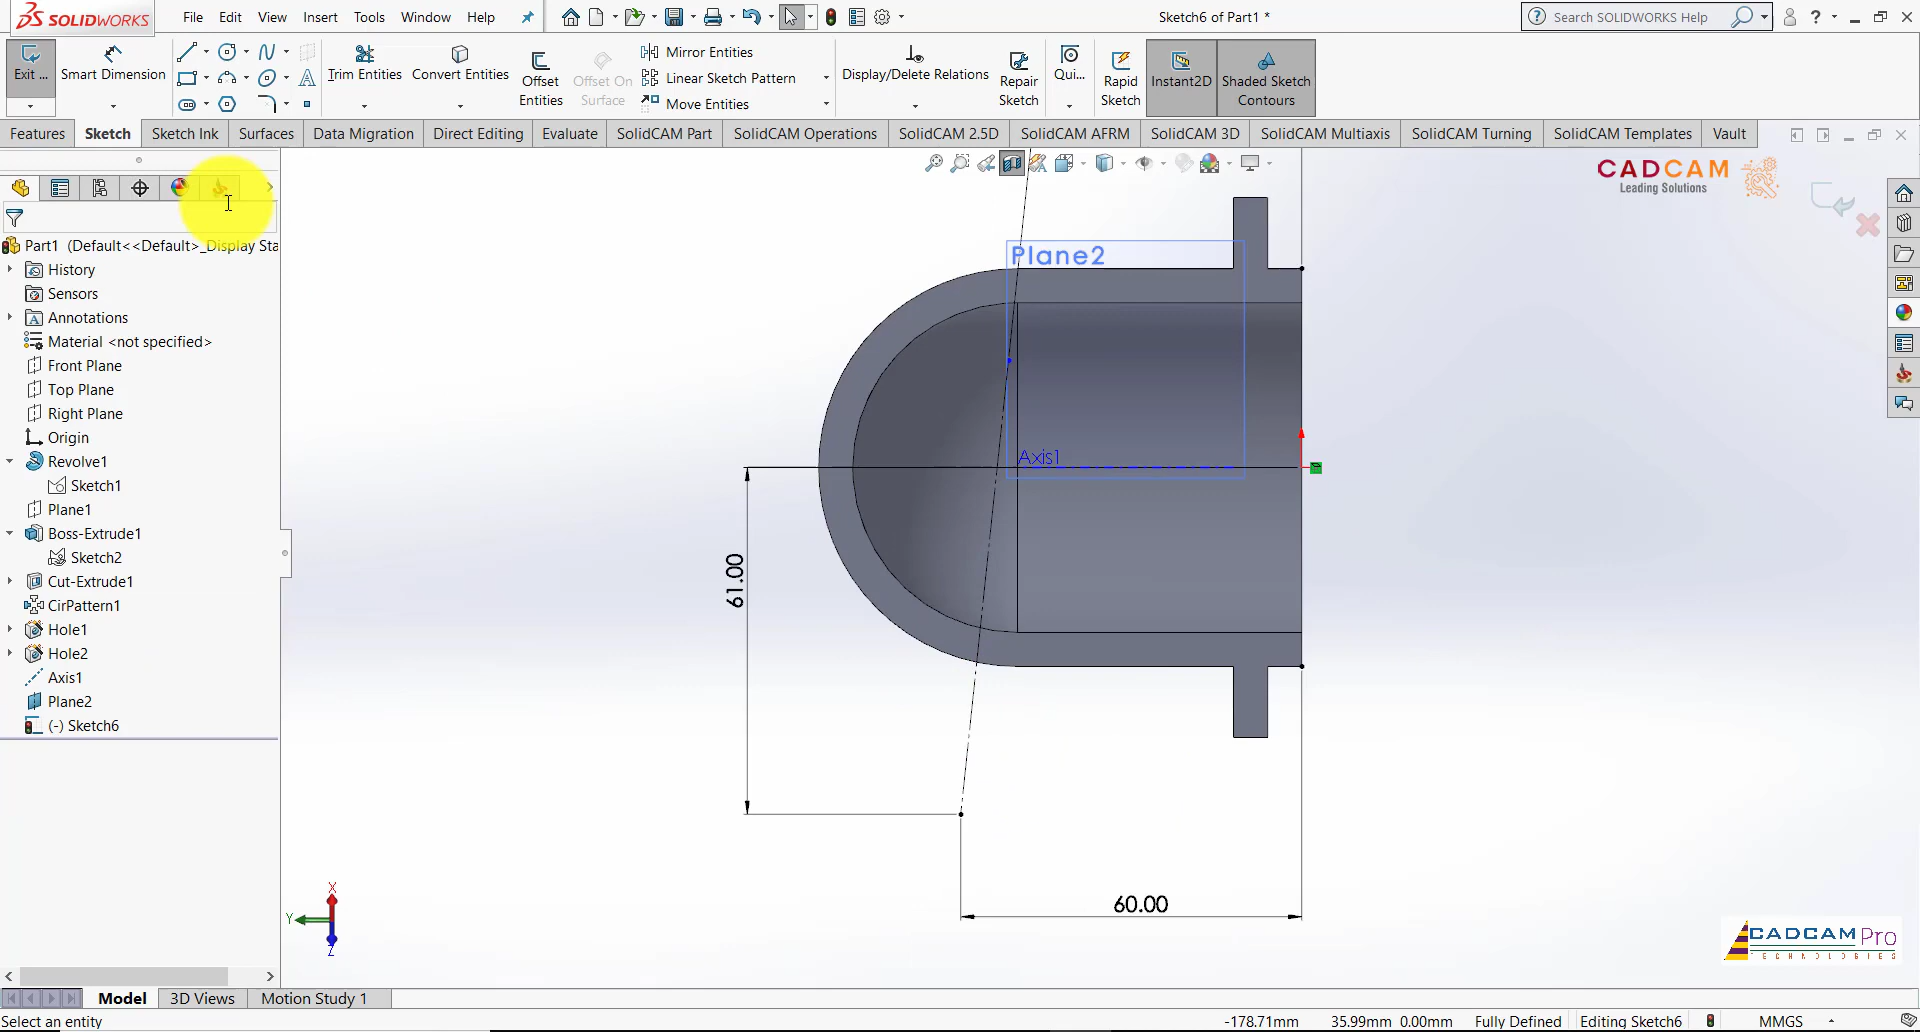 SOLIDWORKS
File Edit View Insert Tools Window Help
Sketch6 of Part1 *
Search SOLIDWORKS Help
Exit ...
Smart Dimension
Trim Entities
Convert Entities
Offset Entities
Offset On Surface
Mirror Entities
Linear Sketch Pattern
Move Entities
Display/Delete Relations
Repair Sketch
Qui...
Rapid Sketch
Instant2D
Shaded Sketch Contours
Features Sketch Sketch Ink Surfaces Data Migration Direct Editing Evaluate SolidCAM Part SolidCAM Operations SolidCAM 2.5D SolidCAM AFRM SolidCAM 3D SolidCAM Multiaxis SolidCAM Turning SolidCAM Templates Vault
CADCAM
Leading Solutions
Part1 (Default<<Default>_Display Sta
History
Sensors
Annotations
Material <not specified>
Front Plane
Top Plane
Right Plane
Origin
Revolve1
Sketch1
Plane1
Boss-Extrude1
Sketch2
Cut-Extrude1
CirPattern1
Hole1
Hole2
Axis1
Plane2
(-) Sketch6
Plane2
Axis1
61.00
60.00
X
Y
Z
CADCAM Pro
TECHNOLOGIES
Model 3D Views Motion Study 1
Select an entity
-178.71mm 35.99mm 0.00mm Fully Defined Editing Sketch6 MMGS